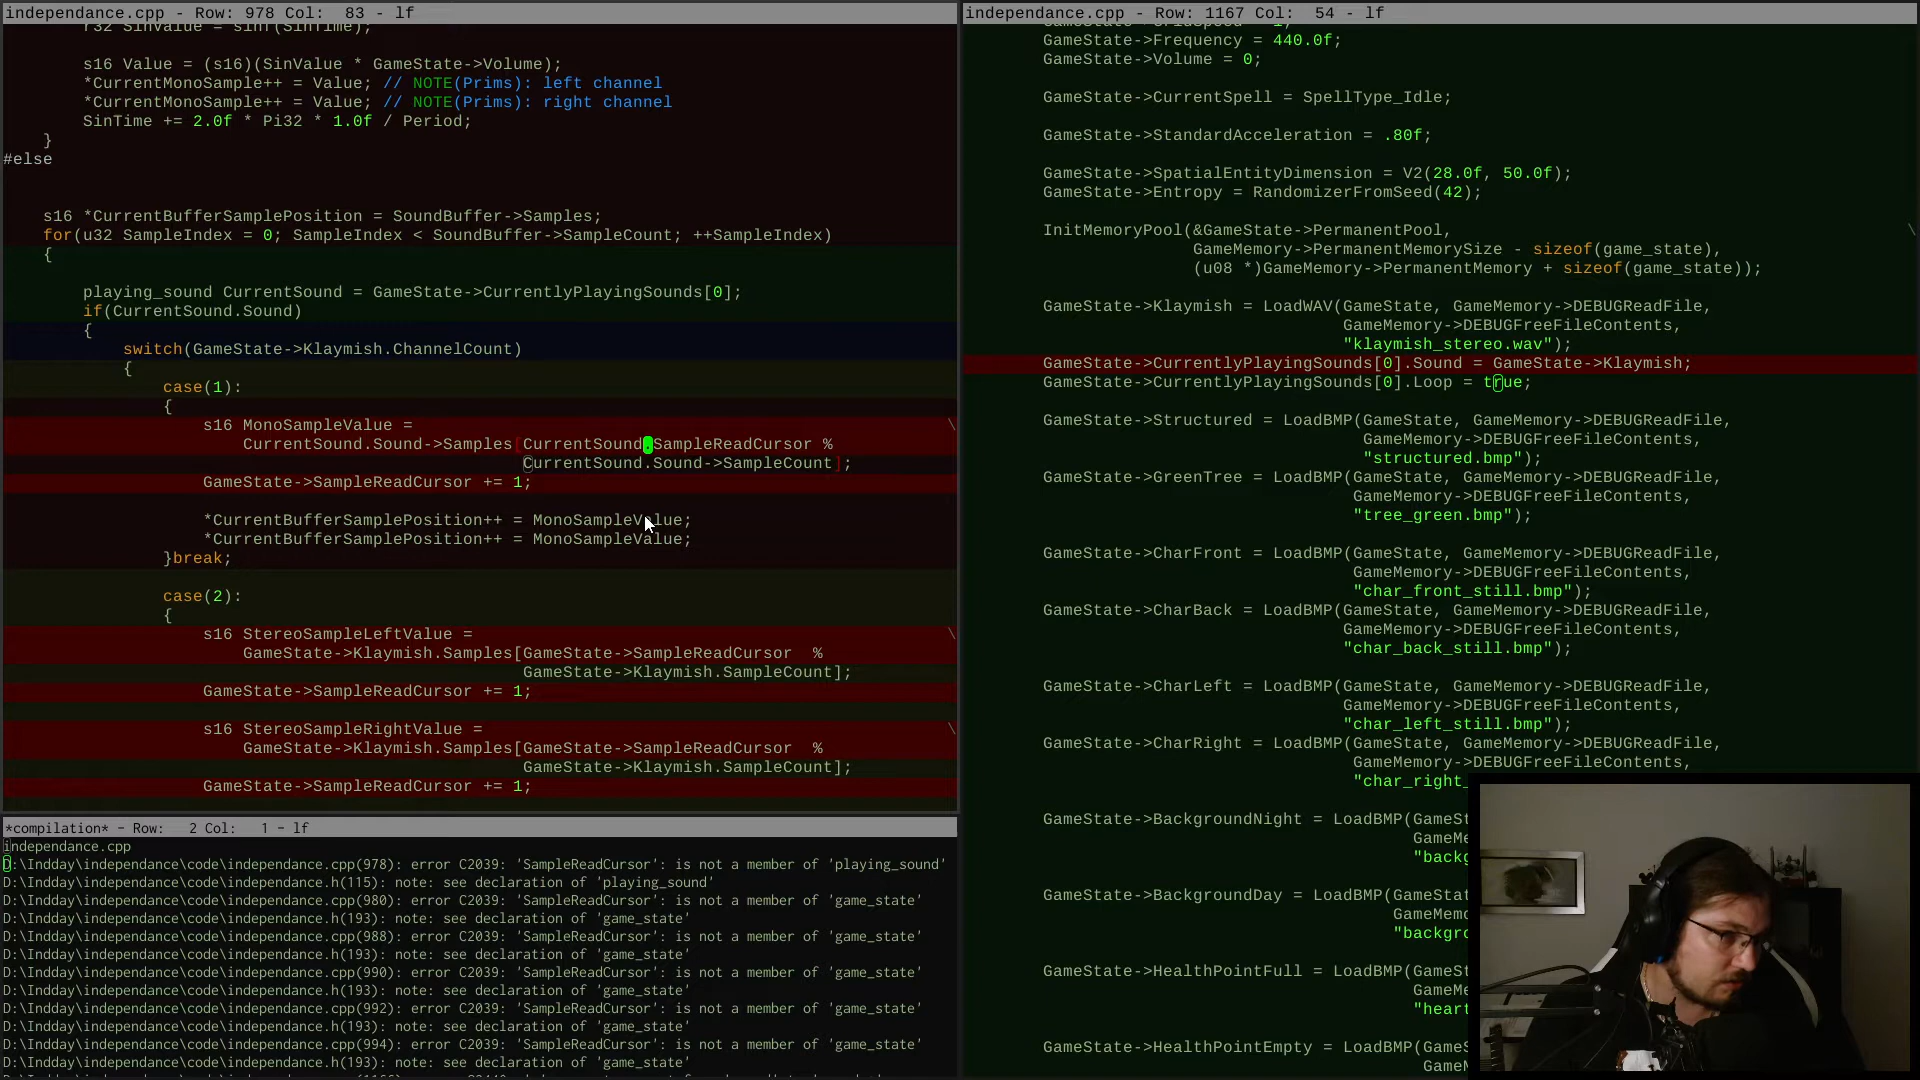 independance.cpp - Row: 978 Col:  83 - lf
r32 SinValue = sinf(SinTime);
s16 Value = (s16)(SinValue * GameState->Volume);
*CurrentMonoSample++ = Value; // NOTE(Prims): left channel
*CurrentMonoSample++ = Value; // NOTE(Prims): right channel
SinTime += 2.0f * Pi32 * 1.0f / Period;
}
#else
s16 *CurrentBufferSamplePosition = SoundBuffer->Samples;
for(u32 SampleIndex = 0; SampleIndex < SoundBuffer->SampleCount; ++SampleIndex)
{
playing_sound CurrentSound = GameState->CurrentlyPlayingSounds[0];
if(CurrentSound.Sound)
{
switch(GameState->Klaymish.ChannelCount)
{
case(1):
{
s16 MonoSampleValue = \
CurrentSound.Sound->Samples[CurrentSound.SampleReadCursor %
CurrentSound.Sound->SampleCount];
GameState->SampleReadCursor += 1;
*CurrentBufferSamplePosition++ = MonoSampleValue;
*CurrentBufferSamplePosition++ = MonoSampleValue;
}break;
case(2):
{
s16 StereoSampleLeftValue = \
GameState->Klaymish.Samples[GameState->SampleReadCursor  %
GameState->Klaymish.SampleCount];
GameState->SampleReadCursor += 1;
s16 StereoSampleRightValue = \
GameState->Klaymish.Samples[GameState->SampleReadCursor  %
GameState->Klaymish.SampleCount];
GameState->SampleReadCursor += 1;
*compilation* - Row:   2 Col:   1 - lf
independance.cpp
D:\Indday\independance\code\independance.cpp(978): error C2039: 'SampleReadCursor': is not a member of 'playing_sound'
D:\Indday\independance\code\independance.h(115): note: see declaration of 'playing_sound'
D:\Indday\independance\code\independance.cpp(980): error C2039: 'SampleReadCursor': is not a member of 'game_state'
D:\Indday\independance\code\independance.h(193): note: see declaration of 'game_state'
D:\Indday\independance\code\independance.cpp(988): error C2039: 'SampleReadCursor': is not a member of 'game_state'
D:\Indday\independance\code\independance.h(193): note: see declaration of 'game_state'
D:\Indday\independance\code\independance.cpp(990): error C2039: 'SampleReadCursor': is not a member of 'game_state'
D:\Indday\independance\code\independance.h(193): note: see declaration of 'game_state'
D:\Indday\independance\code\independance.cpp(992): error C2039: 'SampleReadCursor': is not a member of 'game_state'
D:\Indday\independance\code\independance.h(193): note: see declaration of 'game_state'
D:\Indday\independance\code\independance.cpp(994): error C2039: 'SampleReadCursor': is not a member of 'game_state'
D:\Indday\independance\code\independance.h(193): note: see declaration of 'game_state'
independance.cpp - Row: 1167 Col:  54 - lf
GameState->Frequency = 440.0f;
GameState->Volume = 0;
GameState->CurrentSpell = SpellType_Idle;
GameState->StandardAcceleration = .80f;
GameState->SpatialEntityDimension = V2(28.0f, 50.0f);
GameState->Entropy = RandomizerFromSeed(42);
InitMemoryPool(&GameState->PermanentPool, \
GameMemory->PermanentMemorySize - sizeof(game_state),
(u08 *)GameMemory->PermanentMemory + sizeof(game_state));
GameState->Klaymish = LoadWAV(GameState, GameMemory->DEBUGReadFile,
GameMemory->DEBUGFreeFileContents,
"klaymish_stereo.wav");
GameState->CurrentlyPlayingSounds[0].Sound = GameState->Klaymish;
GameState->CurrentlyPlayingSounds[0].Loop = true;
GameState->Structured = LoadBMP(GameState, GameMemory->DEBUGReadFile,
GameMemory->DEBUGFreeFileContents,
"structured.bmp");
GameState->GreenTree = LoadBMP(GameState, GameMemory->DEBUGReadFile,
GameMemory->DEBUGFreeFileContents,
"tree_green.bmp");
GameState->CharFront = LoadBMP(GameState, GameMemory->DEBUGReadFile,
GameMemory->DEBUGFreeFileContents,
"char_front_still.bmp");
GameState->CharBack = LoadBMP(GameState, GameMemory->DEBUGReadFile,
GameMemory->DEBUGFreeFileContents,
"char_back_still.bmp");
GameState->CharLeft = LoadBMP(GameState, GameMemory->DEBUGReadFile,
GameMemory->DEBUGFreeFileContents,
"char_left_still.bmp");
GameState->CharRight = LoadBMP(GameState, GameMemory->DEBUGReadFile,
GameMemory->DEBUGFreeFileContents,
"char_right_
GameState->BackgroundNight = LoadBMP(GameSt
GameMem
"backg
GameState->BackgroundDay = LoadBMP(GameStat
GameMemo
"backgro
GameState->HealthPointFull = LoadBMP(GameSt
GameMe
"heart
GameState->HealthPointEmpty = LoadBMP(GameS
GameM